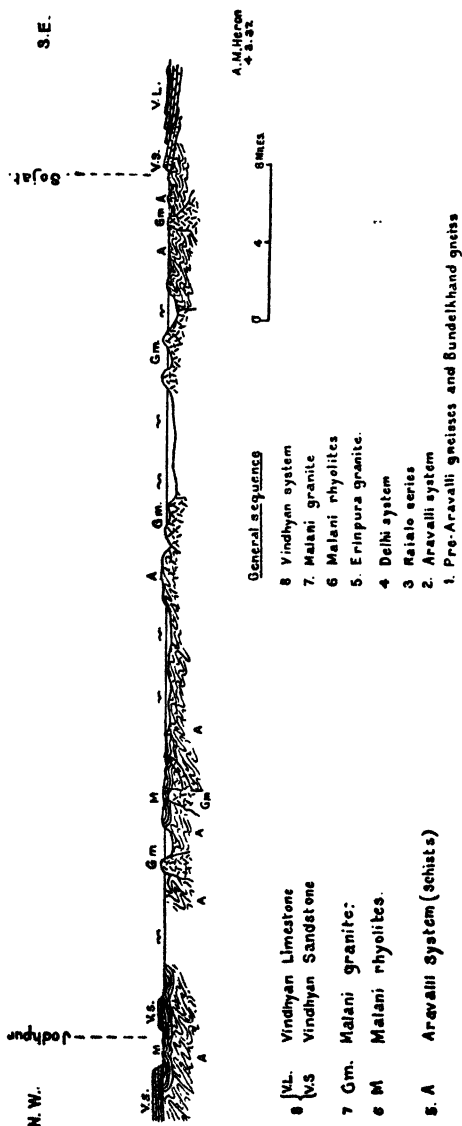 N.W. S.E.
Jodhpur Sojat
V.S. M V.S. ~ Gm M ~ ~ A Gm. ~ ~ Gm. ~ A Gm A V.S. V.L.
A A A Gm A
A.M. Heron
4.2.32
0 4 8 MILES
8 { V.L. Vindhyan Limestone
V.S Vindhyan Sandstone
7 Gm. Malani granite:
6 M Malani rhyolites.
5. A Aravalli System (schists)
General sequence
8 Vindhyan system
7. Malani granite
6 Malani rhyolites
5. Erinpura granite.
4 Delhi system
3 Raialo series
2. Aravalli system
1. Pre-Aravalli gneisses and Bundelkhand gneiss